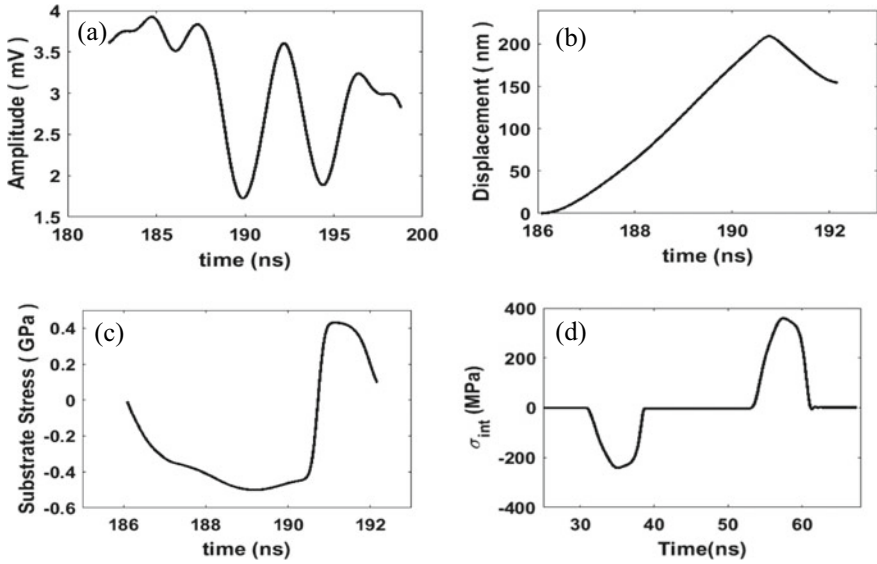 (a)
Amplitude ( mV )
4
3.5
3
2.5
2
1.5
180 185 190 195 200
time (ns)
(b)
Displacement ( nm )
200
150
100
50
0
186 188 190 192
time (ns)
(c)
Substrate Stress ( GPa )
0.4
0.2
0
-0.2
-0.4
-0.6
186 188 190 192
time (ns)
(d)
σint (MPa)
400
200
0
-200
-400
30 40 50 60
Time(ns)